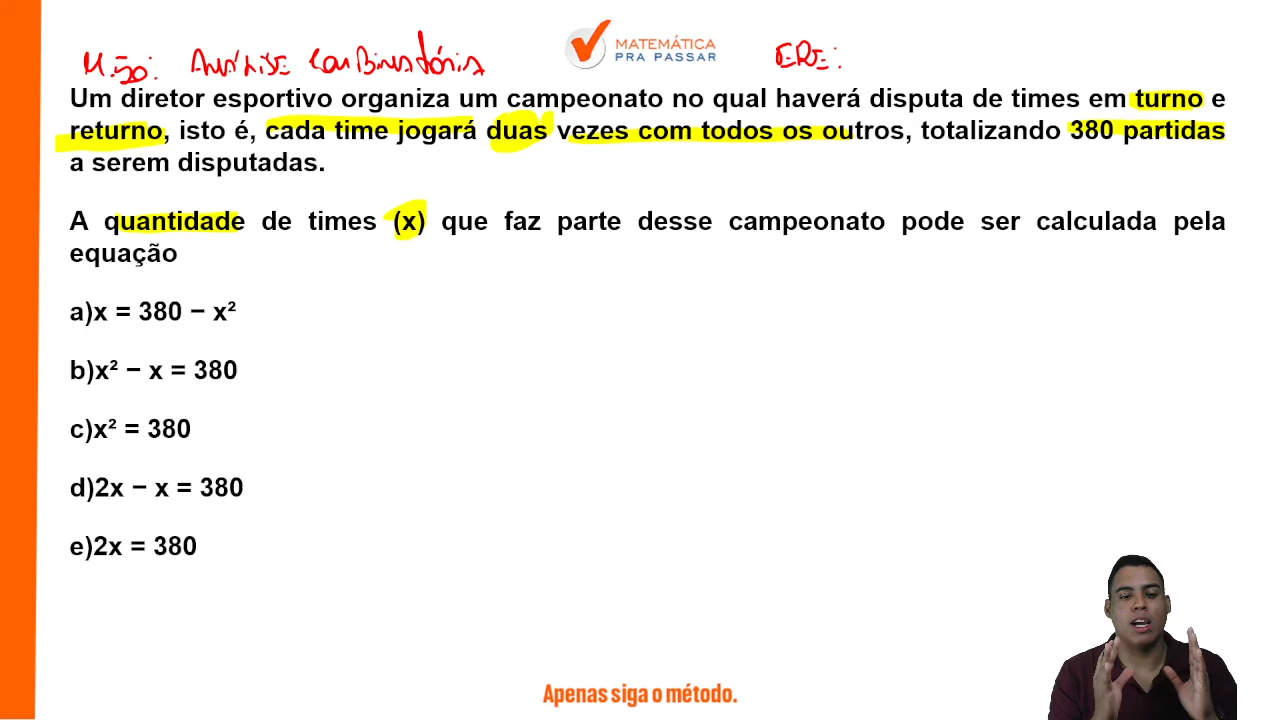 M.50: Análise Combinatória
MATEMÁTICA
PRA PASSAR
Um diretor esportivo organiza um campeonato no qual haverá disputa de times em turno e
returno, isto é, cada time jogará duas vezes com todos os outros, totalizando 380 partidas
a serem disputadas.
A quantidade de times (x) que faz parte desse campeonato pode ser calculada pela
equação
a)x = 380 − x²
b)x² − x = 380
c)x² = 380
d)2x − x = 380
e)2x = 380
Apenas siga o método.